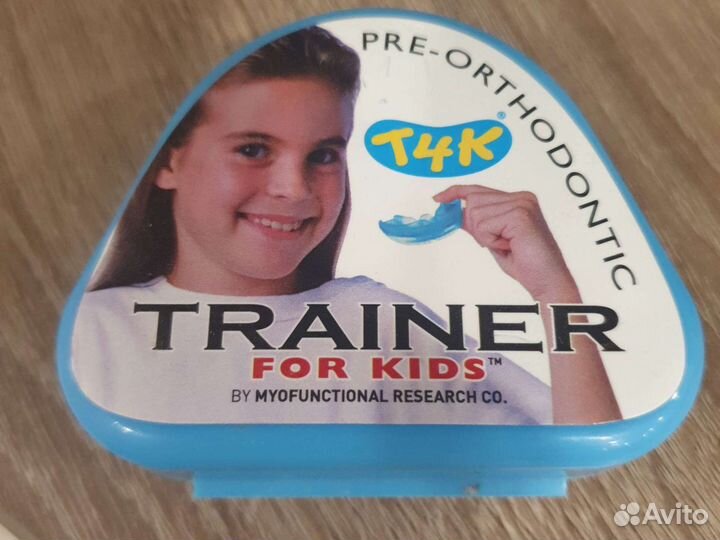 PRE-ORTHODONTIC
T4K®
TRAINER
FOR KIDS™
BY MYOFUNCTIONAL RESEARCH CO.
Avito